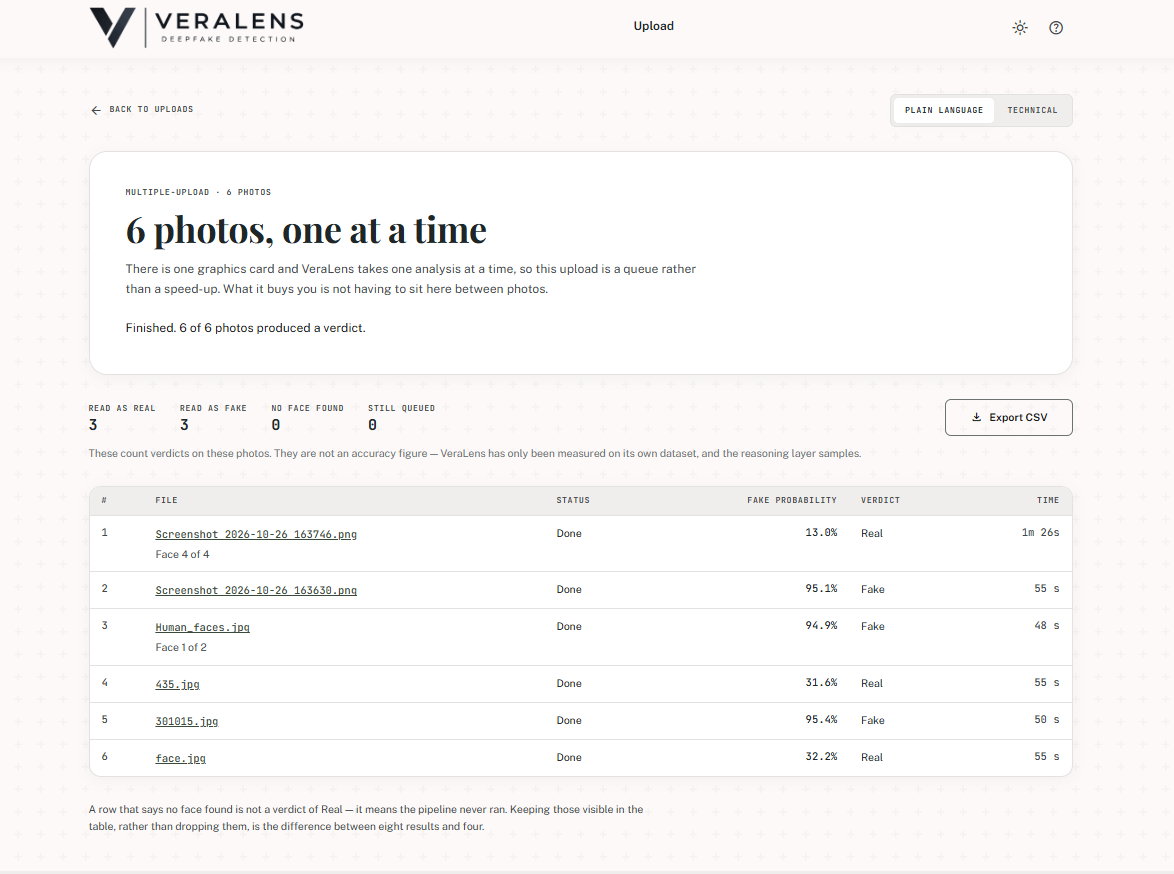 VERALENS
DEEPFAKE DETECTION
Upload
BACK TO UPLOADS
PLAIN LANGUAGE
TECHNICAL
MULTIPLE-UPLOAD · 6 PHOTOS
6 photos, one at a time
There is one graphics card and VeraLens takes one analysis at a time, so this upload is a queue rather
than a speed-up. What it buys you is not having to sit here between photos.
Finished. 6 of 6 photos produced a verdict.
READ AS REAL READ AS FAKE NO FACE FOUND STILL QUEUED
3 3 0 0
Export CSV
These count verdicts on these photos. They are not an accuracy figure — VeraLens has only been measured on its own dataset, and the reasoning layer samples.
# FILE STATUS FAKE PROBABILITY VERDICT TIME
1 Screenshot 2026-10-26 163746.png Done 13.0% Real 1m 26s
Face 4 of 4
2 Screenshot 2026-10-26 163630.png Done 95.1% Fake 55 s
3 Human_faces.jpg Done 94.9% Fake 48 s
Face 1 of 2
4 435.jpg Done 31.6% Real 55 s
5 301015.jpg Done 95.4% Fake 50 s
6 face.jpg Done 32.2% Real 55 s
A row that says no face found is not a verdict of Real — it means the pipeline never ran. Keeping those visible in the
table, rather than dropping them, is the difference between eight results and four.